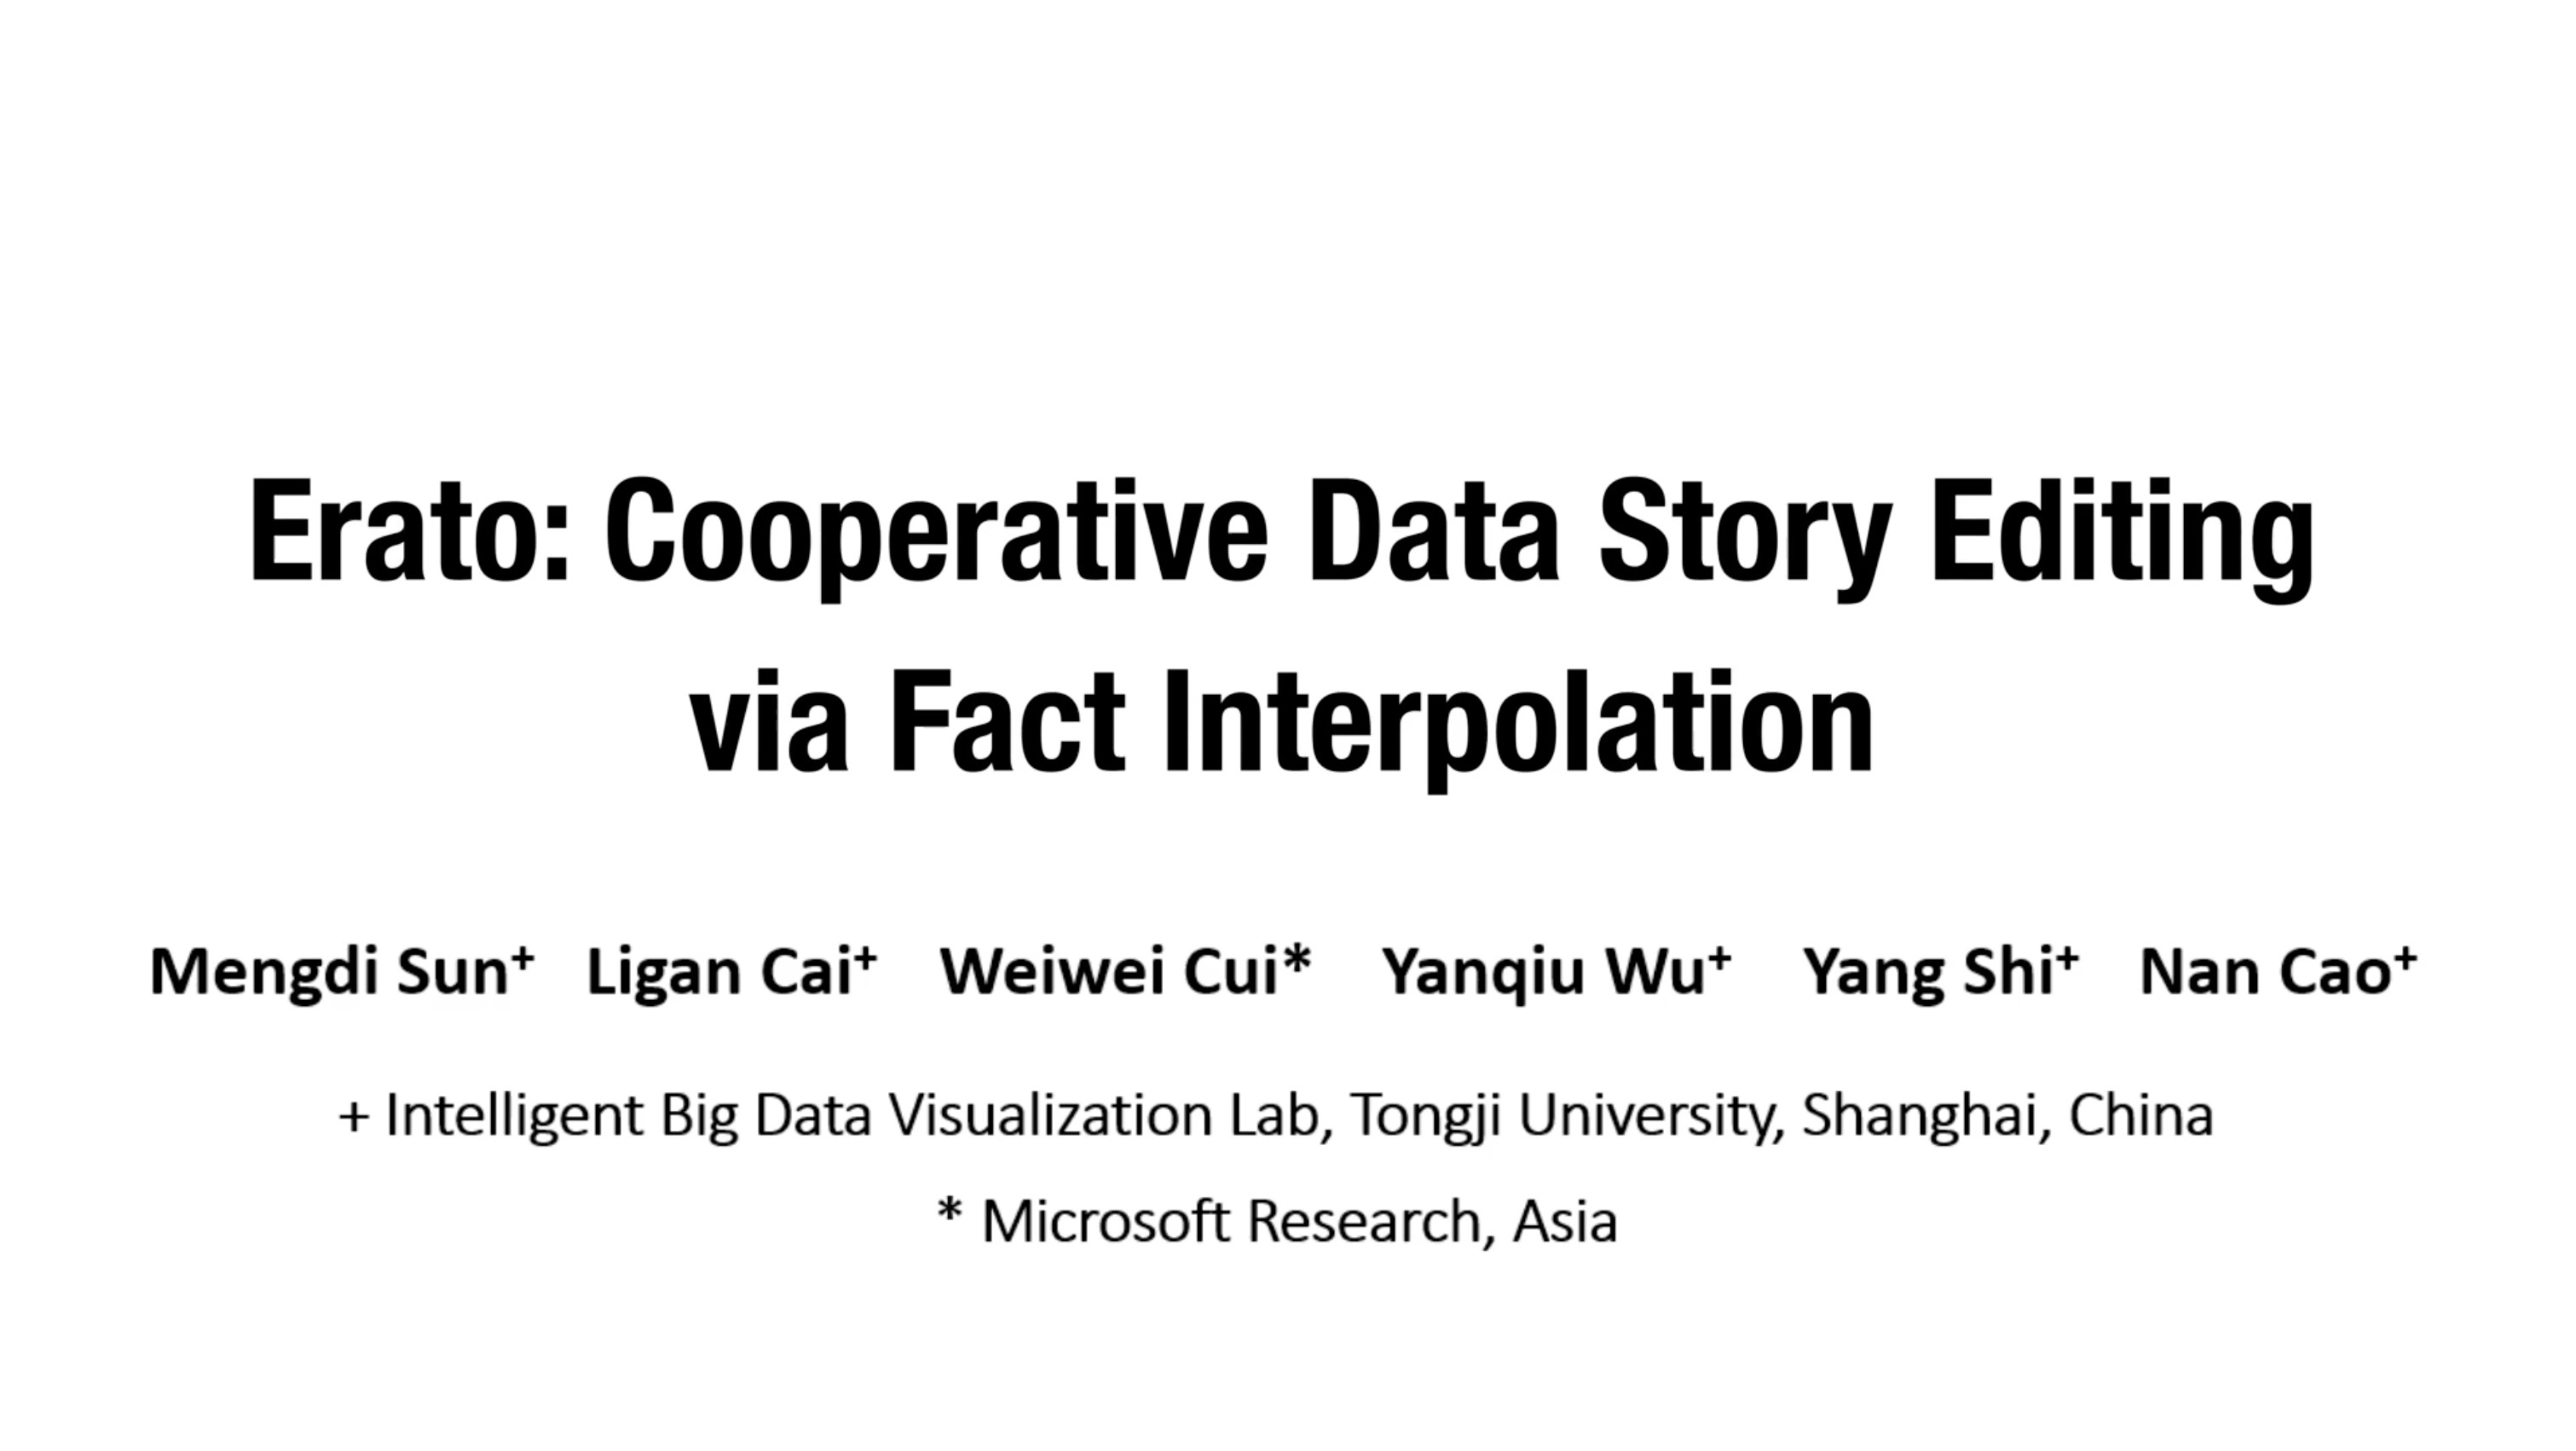 Erato: Cooperative Data Story Editing
via Fact Interpolation
Mengdi Sun+ Ligan Cai+ Weiwei Cui* Yanqiu Wu+ Yang Shi+ Nan Cao+
+ Intelligent Big Data Visualization Lab, Tongji University, Shanghai, China
* Microsoft Research, Asia